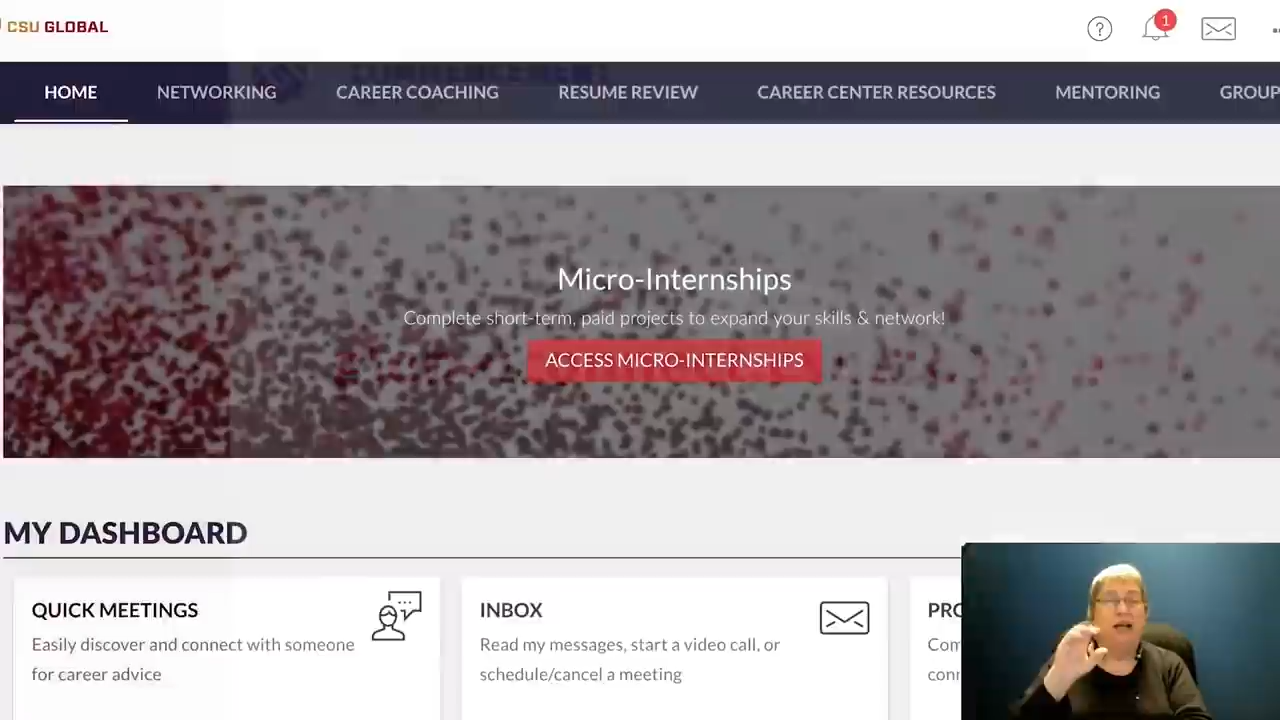 CSU GLOBAL
1
HOME NETWORKING CAREER COACHING RESUME REVIEW CAREER CENTER RESOURCES MENTORING GROUP
Micro-Internships
Complete short-term, paid projects to expand your skills & network!
ACCESS MICRO-INTERNSHIPS
MY DASHBOARD
QUICK MEETINGS
Easily discover and connect with someone
for career advice
INBOX
Read my messages, start a video call, or
schedule/cancel a meeting
PRO
Com
conn